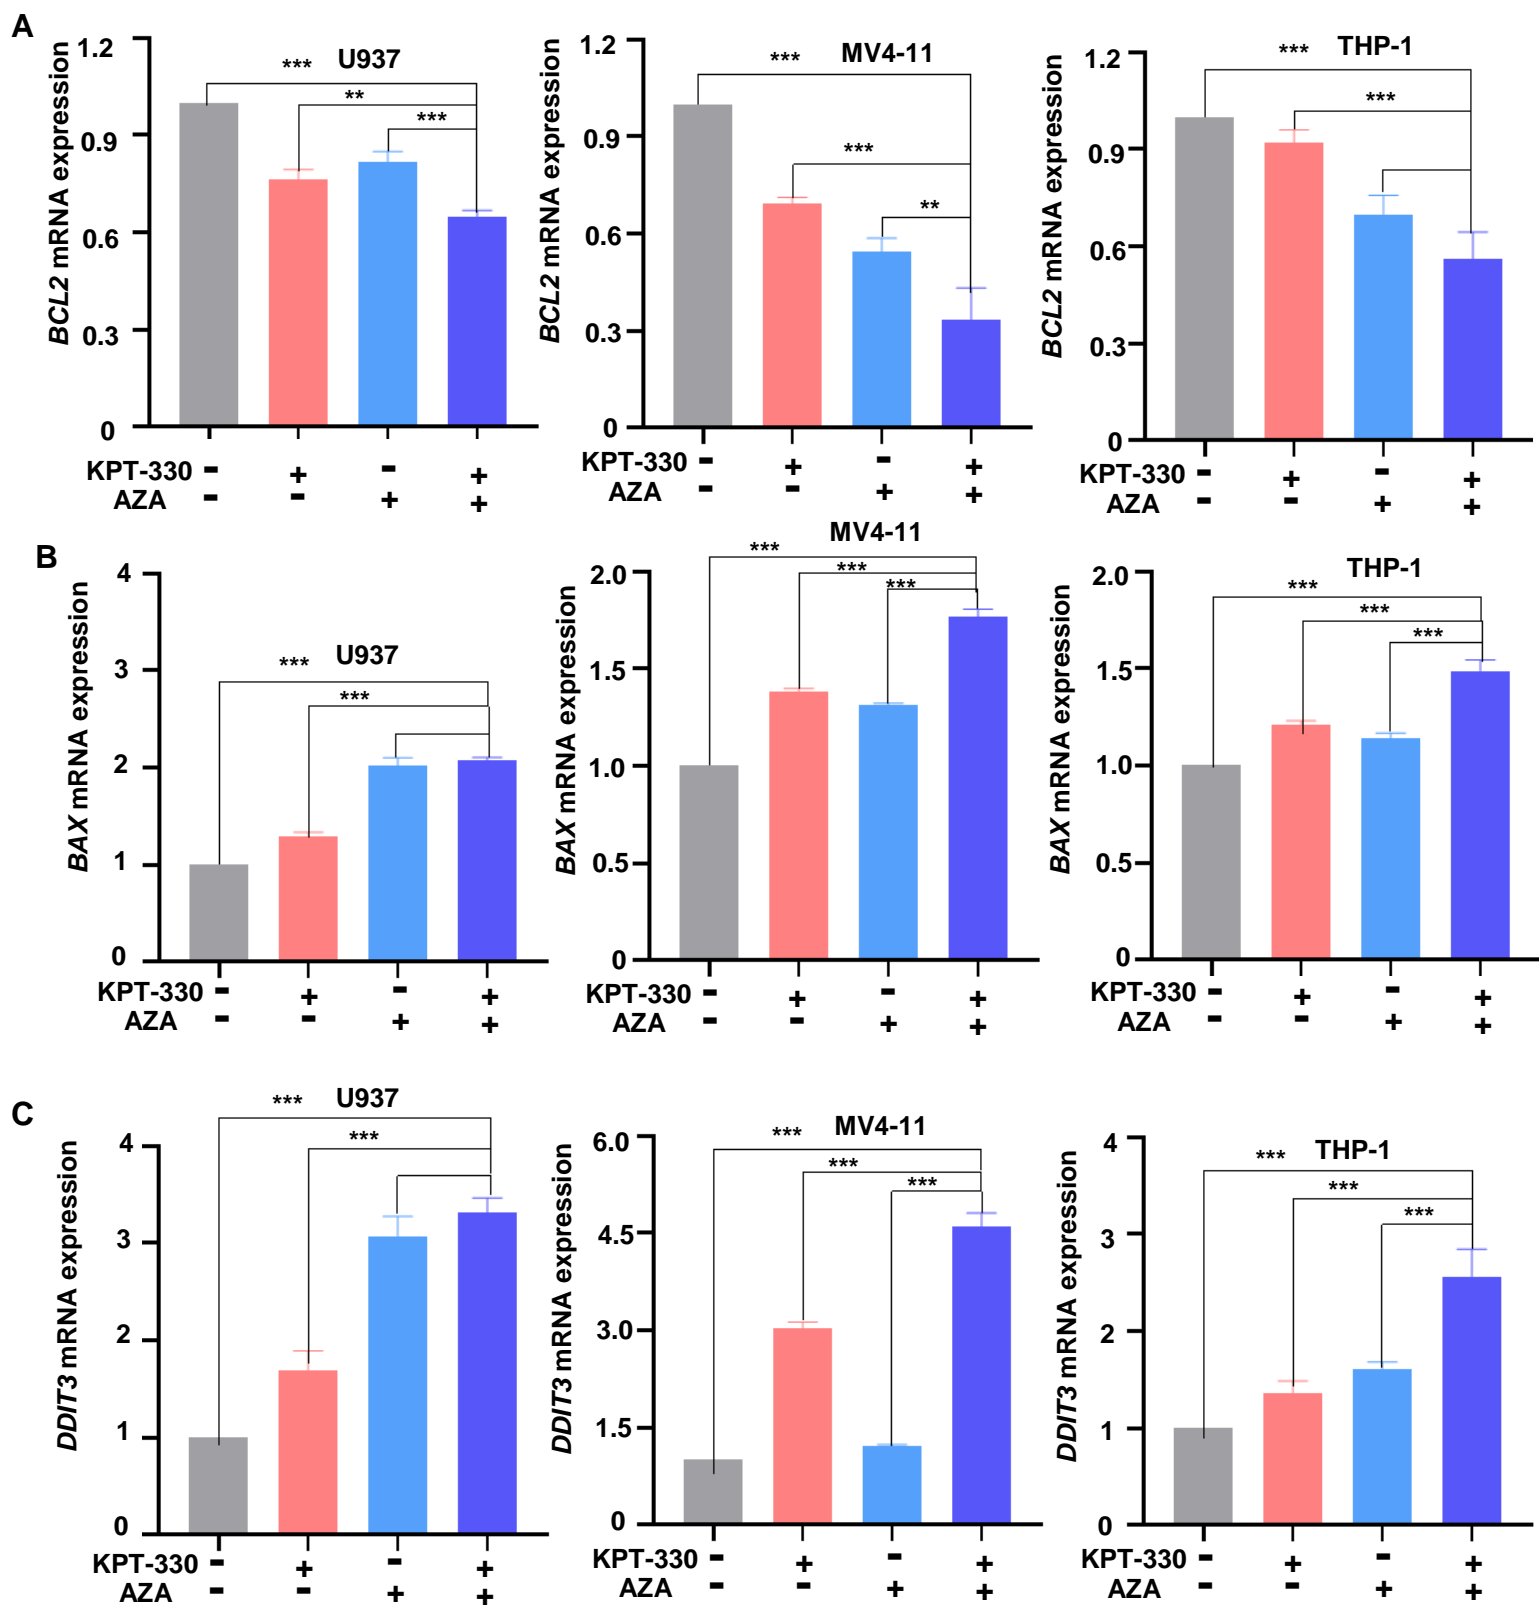 A
U937
MV4-11
THP-1
BCL2 mRNA expression
1.2
0.9
0.6
0.3
0
***
**
***
KPT-330 - + - +
AZA - - + +
BCL2 mRNA expression
1.2
0.9
0.6
0.3
0
***
***
**
KPT-330 - + - +
AZA - - + +
BCL2 mRNA expression
1.2
0.9
0.6
0.3
0
***
***
KPT-330 - + - +
AZA - - + +
B
U937
MV4-11
THP-1
BAX mRNA expression
4
3
2
1
0
***
***
KPT-330 - + - +
AZA - - + +
BAX mRNA expression
2.0
1.5
1.0
0.5
0
***
***
***
KPT-330 - + - +
AZA - - + +
BAX mRNA expression
2.0
1.5
1.0
0.5
0
***
***
***
KPT-330 - + - +
AZA - - + +
C
U937
MV4-11
THP-1
DDIT3 mRNA expression
4
3
2
1
0
***
***
KPT-330 - + - +
AZA - - + +
DDIT3 mRNA expression
6.0
4.5
3.0
1.5
0
***
***
***
KPT-330 - + - +
AZA - - + +
DDIT3 mRNA expression
4
3
2
1
0
***
***
***
KPT-330 - + - +
AZA - - + +